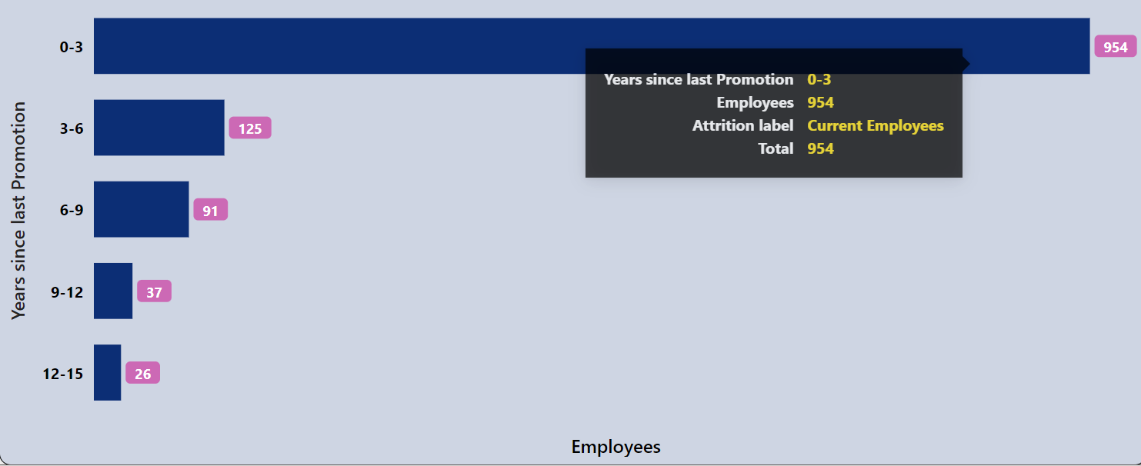 0-3
954
Years since last Promotion 0-3
Employees 954
Attrition label Current Employees
Total 954
3-6
125
6-9
91
9-12
37
12-15
26
Years since last Promotion
Employees